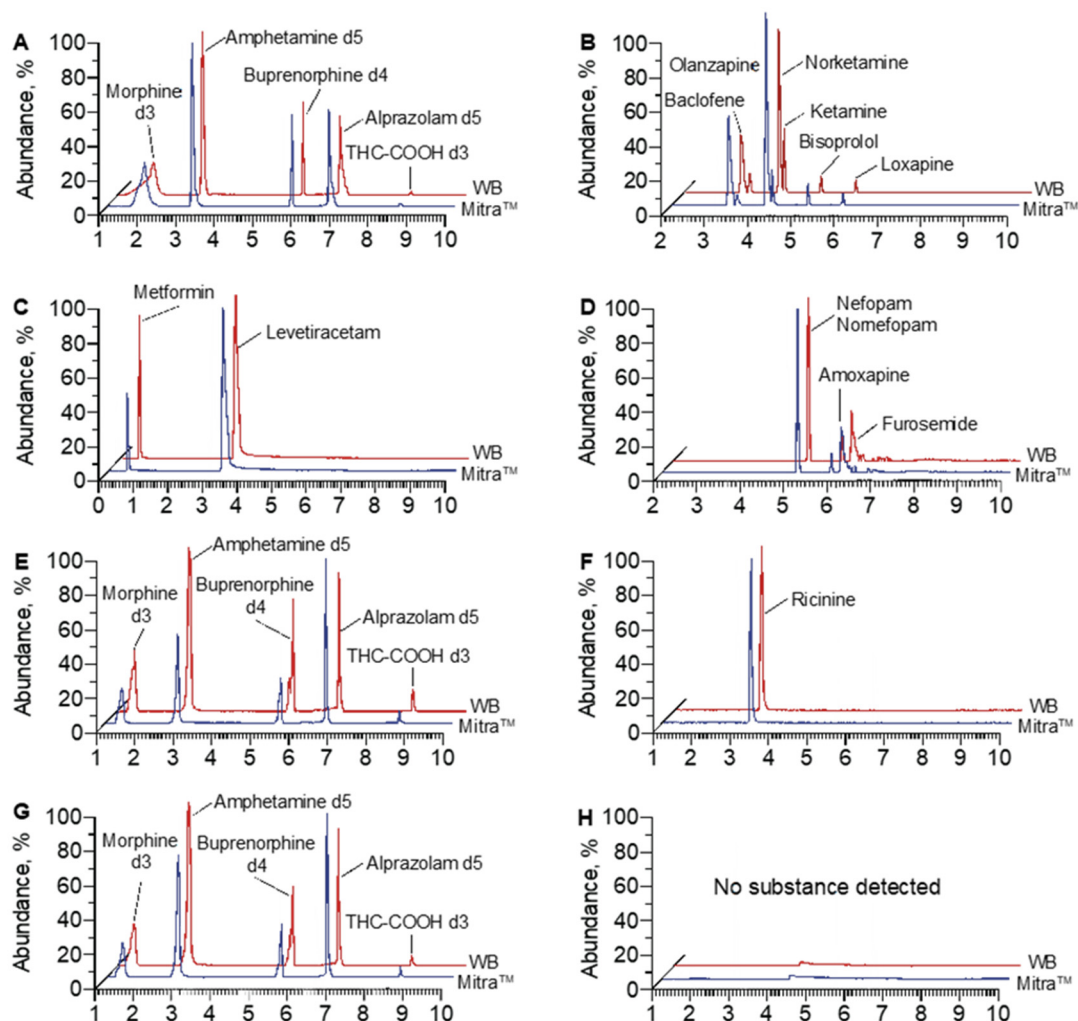 A
Abundance, %
100
80
60
40
20
0
Morphine
d3
Amphetamine d5
Buprenorphine d4
Alprazolam d5
THC-COOH d3
WB
Mitra™
1 2 3 4 5 6 7 8 9 10
B
Abundance, %
100
80
60
40
20
0
Olanzapine
Baclofene
Norketamine
Ketamine
Bisoprolol
Loxapine
WB
Mitra™
2 3 4 5 6 7 8 9 10
C
Abundance, %
100
80
60
40
20
0
Metformin
Levetiracetam
WB
Mitra™
0 1 2 3 4 5 6 7 8 9 10
D
Abundance, %
100
80
60
40
20
0
Nefopam
Nornefopam
Amoxapine
Furosemide
WB
Mitra™
2 3 4 5 6 7 8 9 10
E
Abundance, %
100
80
60
40
20
0
Morphine
d3
Amphetamine d5
Buprenorphine
d4
Alprazolam d5
THC-COOH d3
WB
Mitra™
1 2 3 4 5 6 7 8 9 10
F
Abundance, %
100
80
60
40
20
0
Ricinine
WB
Mitra™
1 2 3 4 5 6 7 8 9 10
G
Abundance, %
100
80
60
40
20
0
Morphine
d3
Amphetamine d5
Buprenorphine
d4
Alprazolam d5
THC-COOH d3
WB
Mitra™
1 2 3 4 5 6 7 8 9 10
H
Abundance, %
100
80
60
40
20
0
No substance detected
WB
Mitra™
1 2 3 4 5 6 7 8 9 10